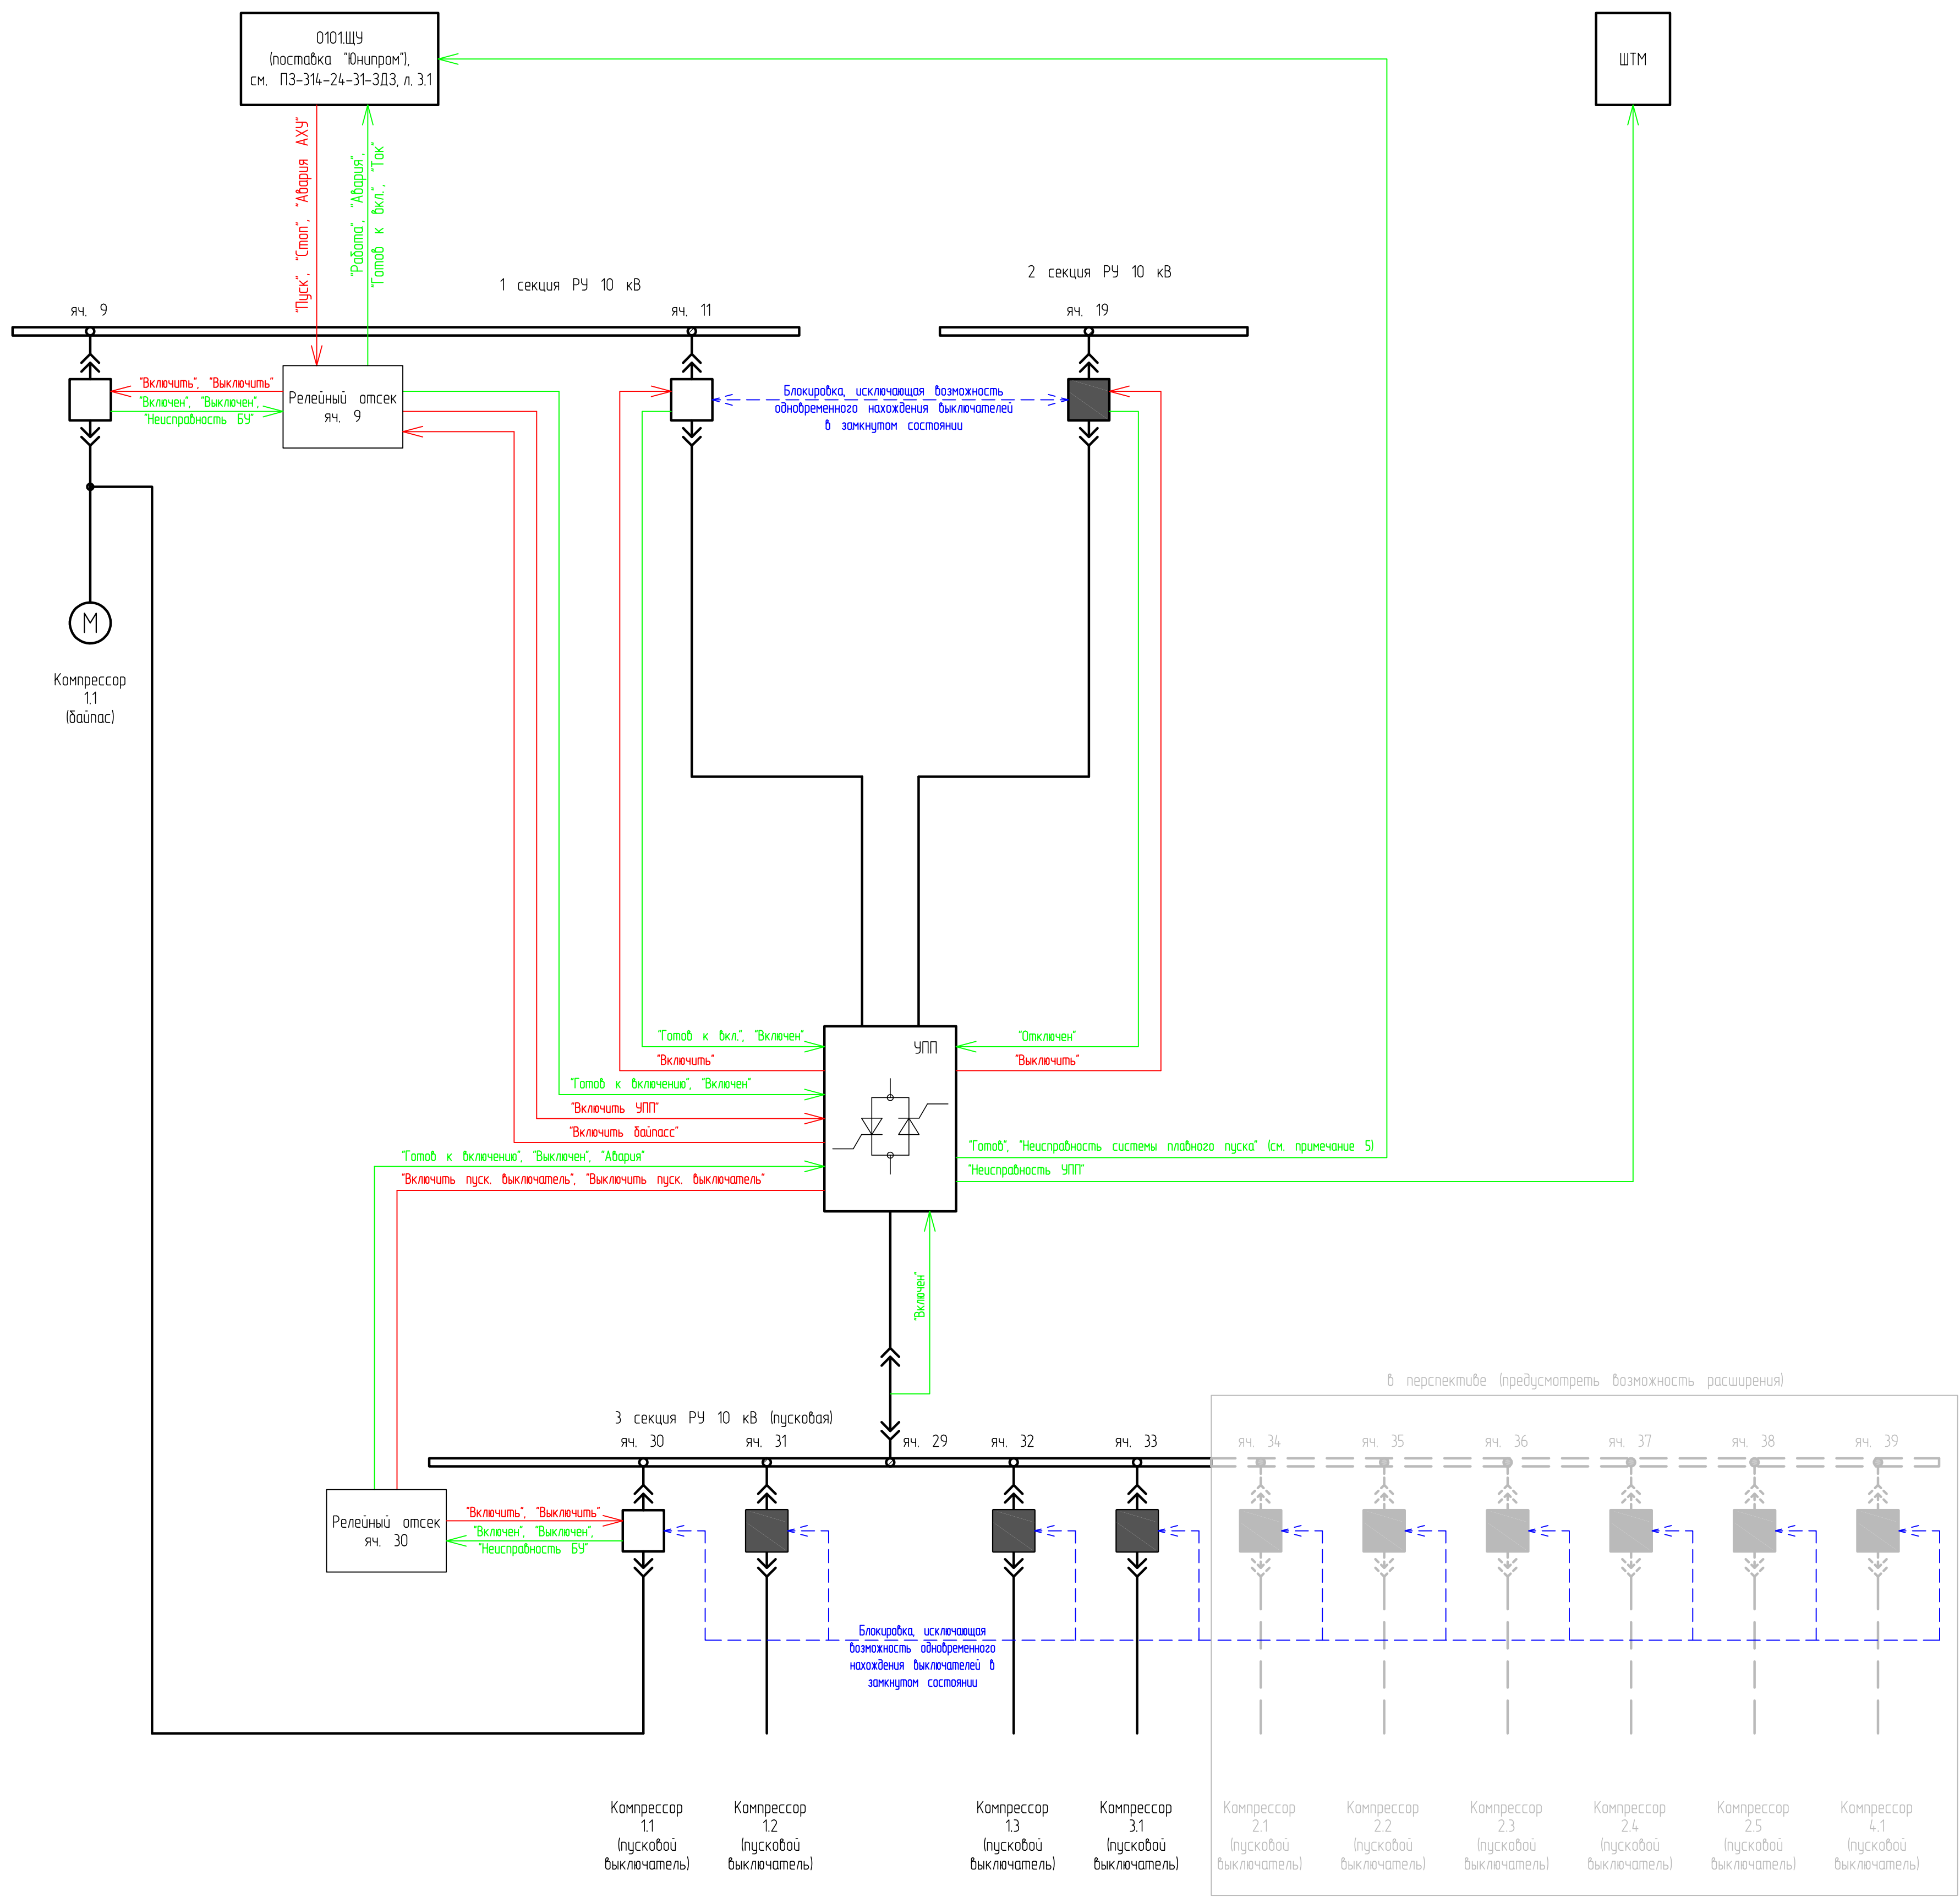 0101.ЩУ
(поставка "Юнипром"),
см. ПЗ-314-24-31-ЗДЗ, л. 3.1
ШТМ
"Пуск", "Стоп", "Авария АХУ"
"Работа", "Авария",
"Готов к вкл.", "Ток"
1 секция РУ 10 кВ
2 секция РУ 10 кВ
яч. 9
яч. 11
яч. 19
"Включить", "Выключить"
"Включен", "Выключен",
"Неисправность БУ"
Релейный отсек
яч. 9
Блокировка, исключающая возможность
одновременного нахождения выключателей
в замкнутом состоянии
М
Компрессор
1.1
(байпас)
"Готов к вкл.", "Включен"
"Включить"
"Готов к включению", "Включен"
"Включить УПП"
"Включить байпасс"
"Готов к включению", "Выключен", "Авария"
"Включить пуск. выключатель", "Выключить пуск. выключатель"
УПП
"Отключен"
"Выключить"
"Готов", "Неисправность системы плавного пуска" (см. примечание 5)
"Неисправность УПП"
"Включен"
в перспективе (предусмотреть возможность расширения)
3 секция РУ 10 кВ (пусковая)
яч. 30
яч. 31
яч. 29
яч. 32
яч. 33
яч. 34
яч. 35
яч. 36
яч. 37
яч. 38
яч. 39
Релейный отсек
яч. 30
"Включить", "Выключить"
"Включен", "Выключен",
"Неисправность БУ"
Блокировка, исключающая
возможность одновременного
нахождения выключателей в
замкнутом состоянии
Компрессор
1.1
(пусковой
выключатель)
Компрессор
1.2
(пусковой
выключатель)
Компрессор
1.3
(пусковой
выключатель)
Компрессор
3.1
(пусковой
выключатель)
Компрессор
2.1
(пусковой
выключатель)
Компрессор
2.2
(пусковой
выключатель)
Компрессор
2.3
(пусковой
выключатель)
Компрессор
2.4
(пусковой
выключатель)
Компрессор
2.5
(пусковой
выключатель)
Компрессор
4.1
(пусковой
выключатель)